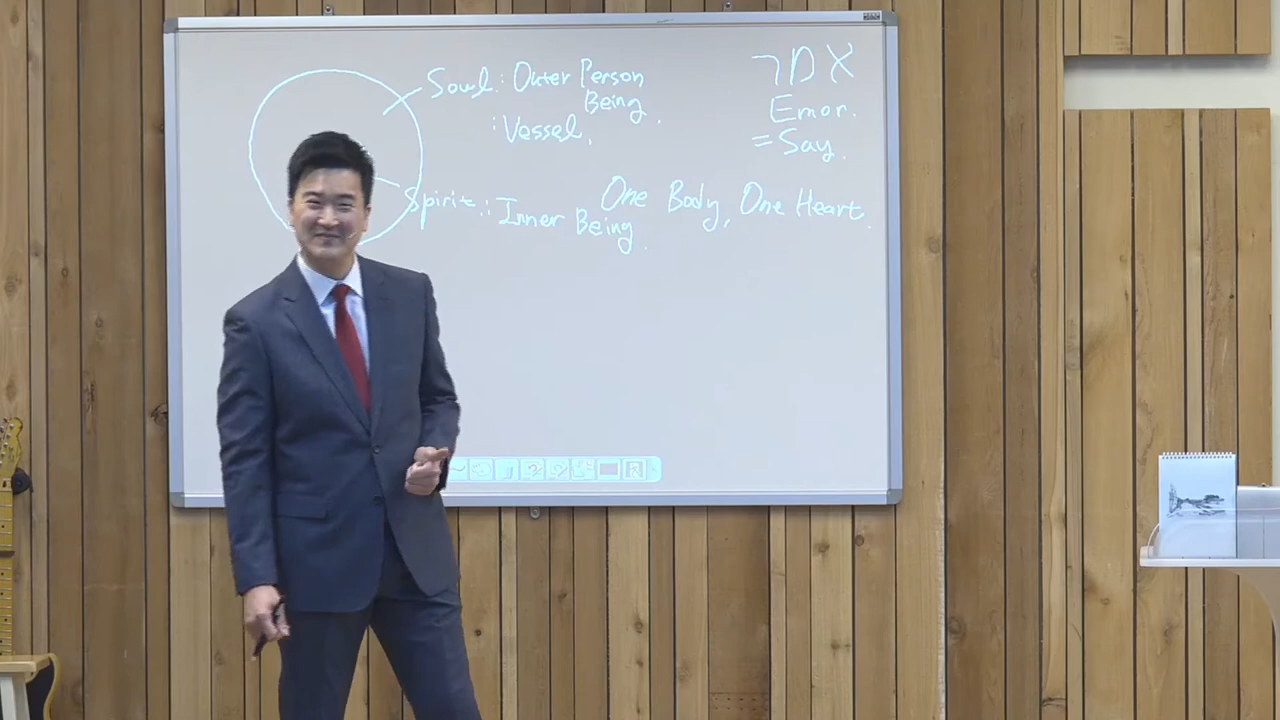 Soul : Outer Person
Being.
: Vessel.
Spirit : Inner Being.
אמר
Emor.
= Say.
One Body, One Heart.